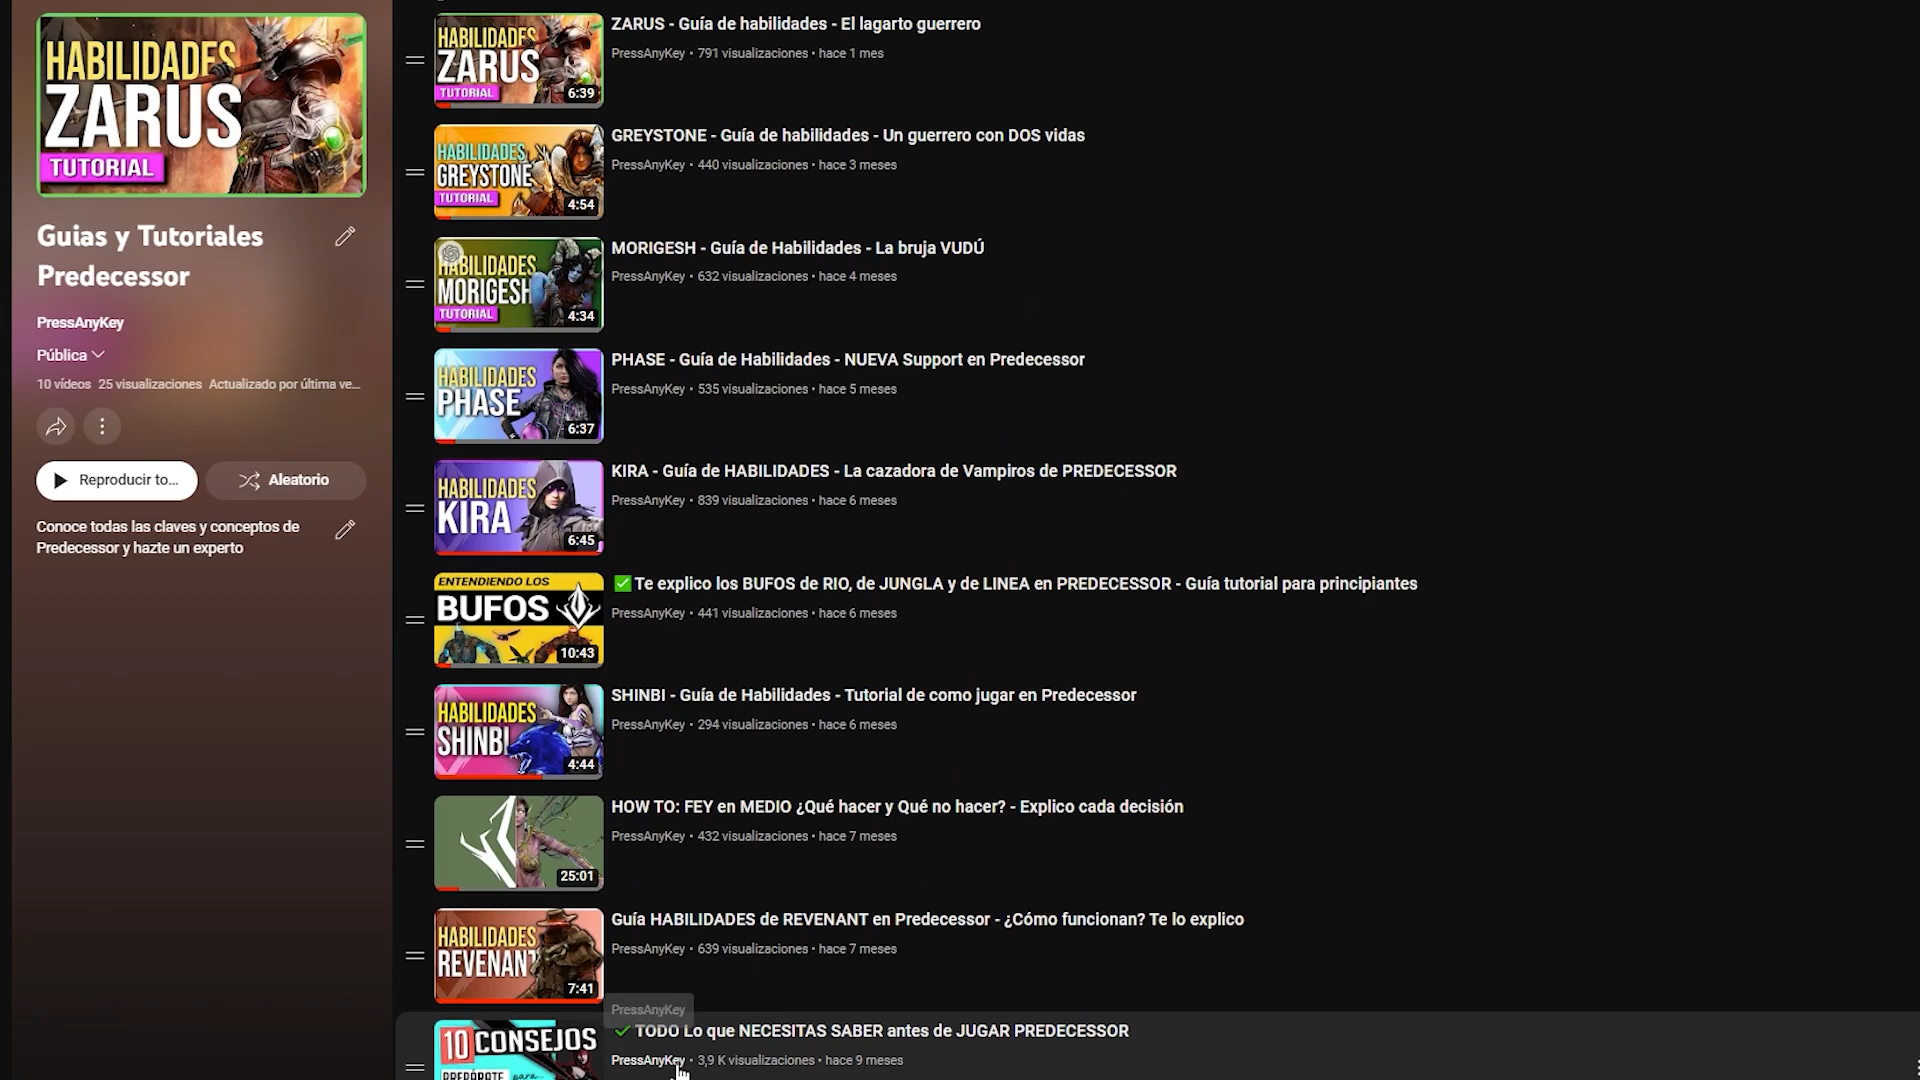 HABILIDADES
ZARUS
TUTORIAL
Guias y Tutoriales
Predecessor
PressAnyKey
Pública
10 vídeos 25 visualizaciones Actualizado por última ve...
Reproducir to...
Aleatorio
Conoce todas las claves y conceptos de
Predecessor y hazte un experto
HABILIDADES
ZARUS
TUTORIAL
6:39
ZARUS - Guía de habilidades - El lagarto guerrero
PressAnyKey • 791 visualizaciones • hace 1 mes
HABILIDADES
GREYSTONE
TUTORIAL
4:54
GREYSTONE - Guía de habilidades - Un guerrero con DOS vidas
PressAnyKey • 440 visualizaciones • hace 3 meses
HABILIDADES
MORIGESH
TUTORIAL
4:34
MORIGESH - Guía de Habilidades - La bruja VUDÚ
PressAnyKey • 632 visualizaciones • hace 4 meses
HABILIDADES
PHASE
6:37
PHASE - Guía de Habilidades - NUEVA Support en Predecessor
PressAnyKey • 535 visualizaciones • hace 5 meses
HABILIDADES
KIRA
6:45
KIRA - Guía de HABILIDADES - La cazadora de Vampiros de PREDECESSOR
PressAnyKey • 839 visualizaciones • hace 6 meses
ENTENDIENDO LOS
BUFOS
10:43
✅ Te explico los BUFOS de RIO, de JUNGLA y de LINEA en PREDECESSOR - Guía tutorial para principiantes
PressAnyKey • 441 visualizaciones • hace 6 meses
HABILIDADES
SHINBI
4:44
SHINBI - Guía de Habilidades - Tutorial de como jugar en Predecessor
PressAnyKey • 294 visualizaciones • hace 6 meses
25:01
HOW TO: FEY en MEDIO ¿Qué hacer y Qué no hacer? - Explico cada decisión
PressAnyKey • 432 visualizaciones • hace 7 meses
HABILIDADES
REVENANT
7:41
Guía HABILIDADES de REVENANT en Predecessor - ¿Cómo funcionan? Te lo explico
PressAnyKey • 639 visualizaciones • hace 7 meses
PressAnyKey
10 CONSEJOS
PREPÁRATE para
✔ TODO Lo que NECESITAS SABER antes de JUGAR PREDECESSOR
PressAnyKey • 3,9 K visualizaciones • hace 9 meses